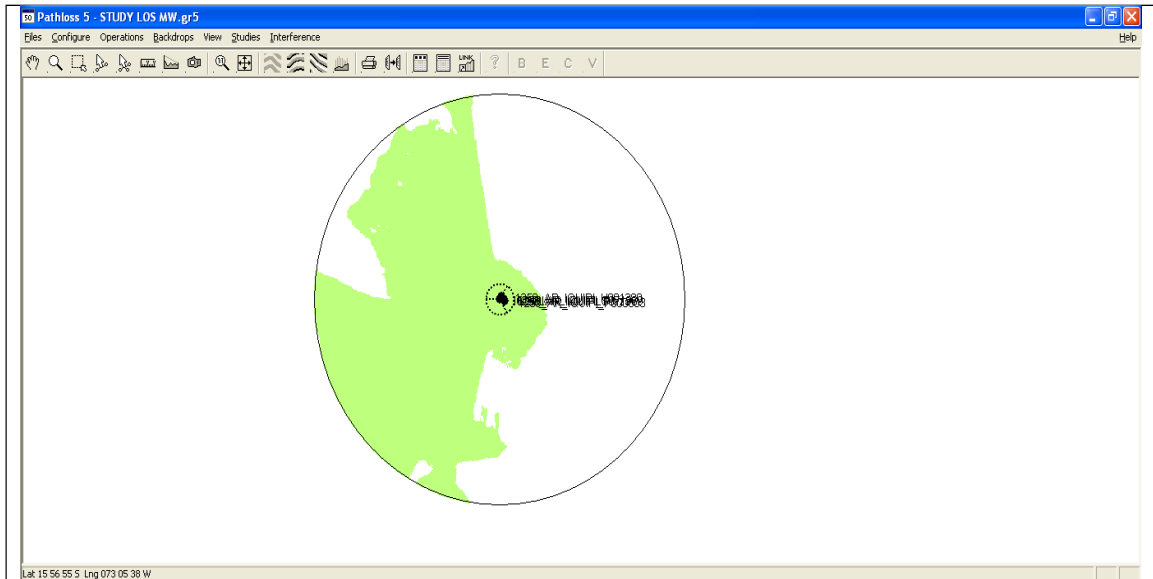 Pathloss 5 - STUDY LOS MW.gr5
Files Configure Operations Backdrops View Studies Interference Help
LINK ? B E C V
Lat 15 56 55 S Lng 073 05 38 W